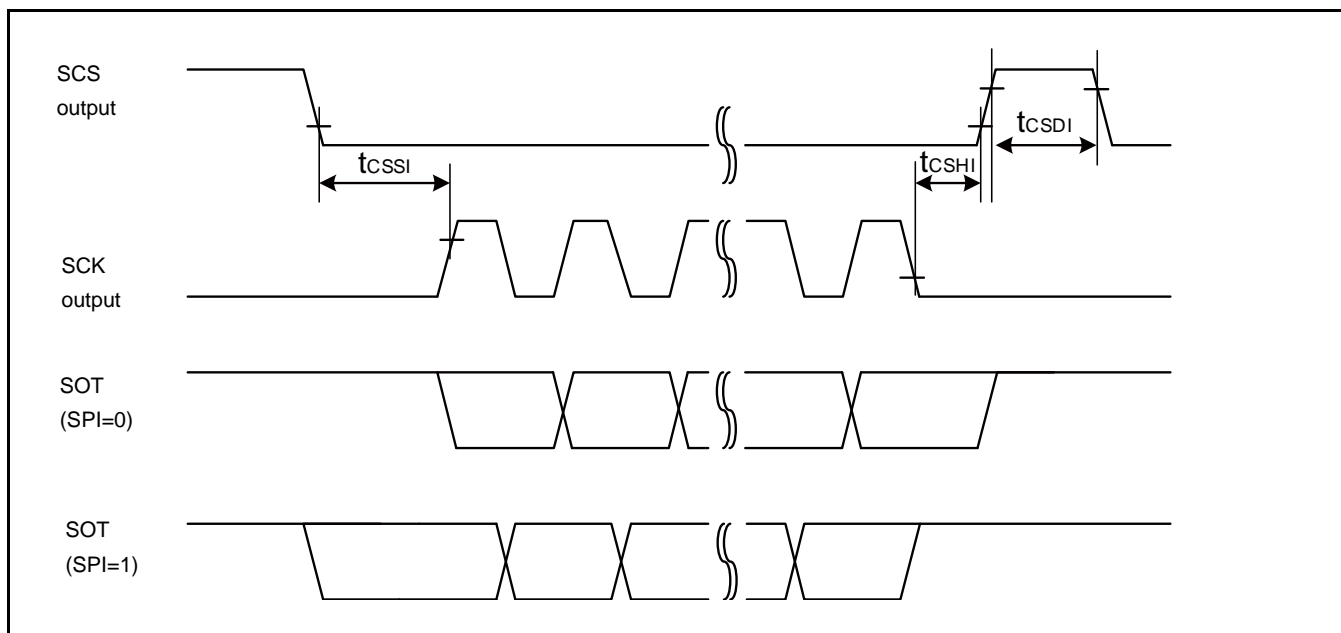 SCS
output
tCSDI
tCSSI
tCSHI
SCK
output
SOT
(SPI=0)
SOT
(SPI=1)